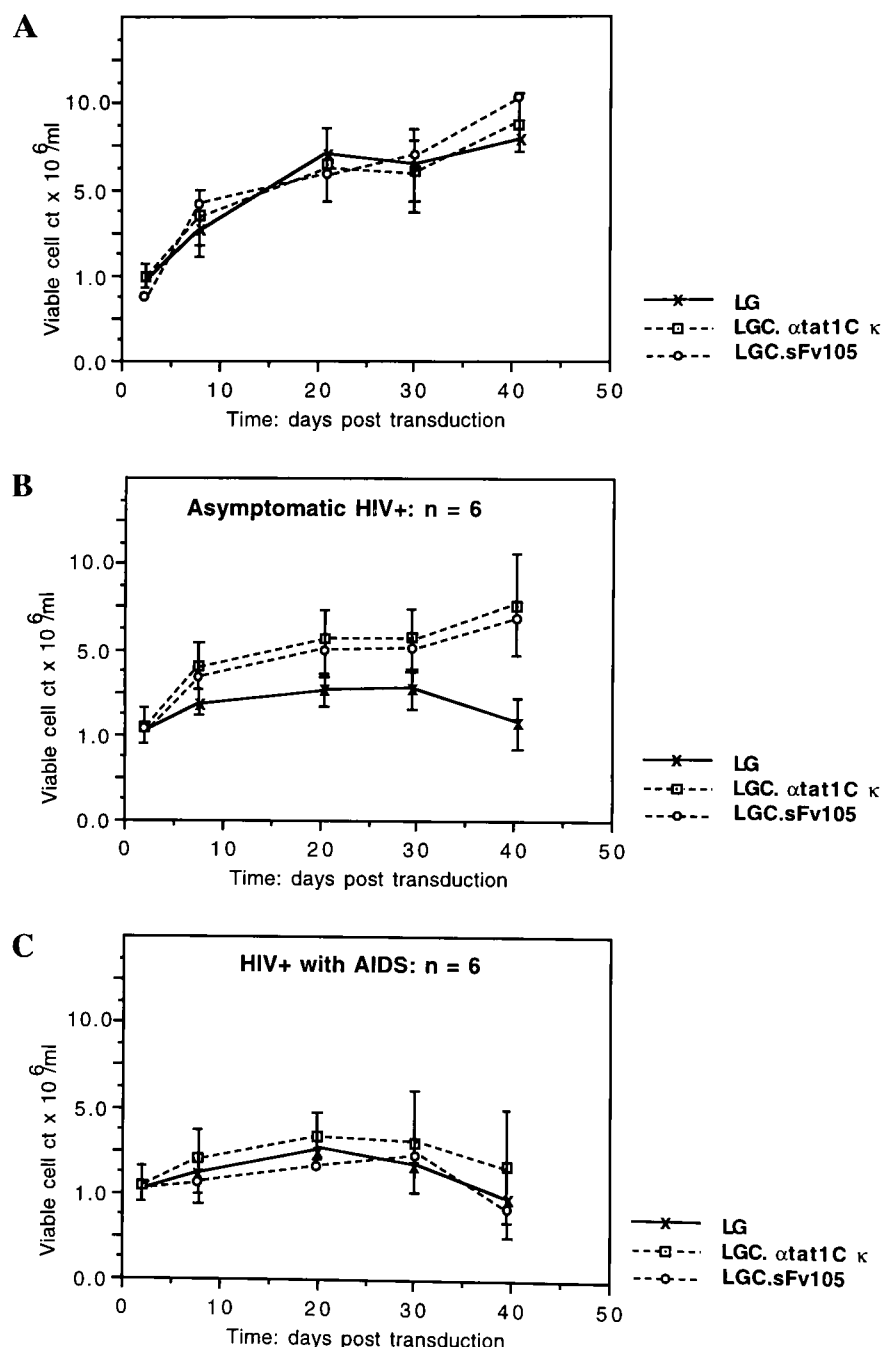 A
Viable cell ct x 10 6/ml
10.0
5.0
1.0
0.0
0 10 20 30 40 50
Time: days post transduction
LG
LGC. αtat1C κ
LGC.sFv105
B
Asymptomatic HIV+: n = 6
Viable cell ct x 10 6/ml
10.0
5.0
1.0
0.0
0 10 20 30 40 50
Time: days post transduction
LG
LGC. αtat1C κ
LGC.sFv105
C
HIV+ with AIDS: n = 6
Viable cell ct x 10 6/ml
10.0
5.0
1.0
0.0
0 10 20 30 40 50
Time: days post transduction
LG
LGC. αtat1C κ
LGC.sFv105